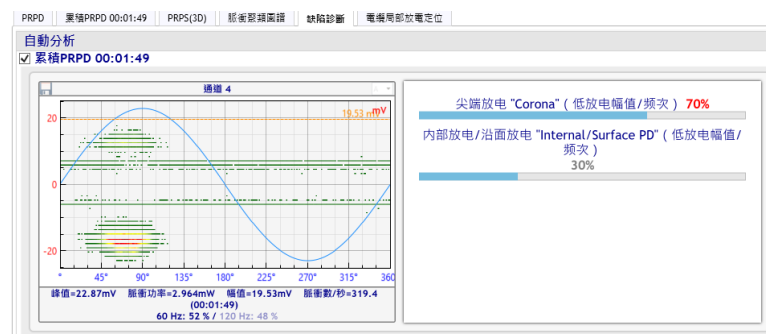 PRPD 累積PRPD 00:01:49 PRPS(3D) 脈衝聚類圖譜 缺陷診斷 電纜局部放電定位
自動分析
累積PRPD 00:01:49
通道 4
19.53 mV
mV
20
0
-20
° 45° 90° 135° 180° 225° 270° 315° 360
峰值=22.87mV 脈衝功率=2.964mW 幅值=19.53mV 脈衝數/秒=319.4
(00:01:49)
60 Hz: 52 % / 120 Hz: 48 %
尖端放电 "Corona" ( 低放电幅值/频次 ) 70%
内部放电/沿面放电 "Internal/Surface PD" ( 低放电幅值/
频次 )
30%